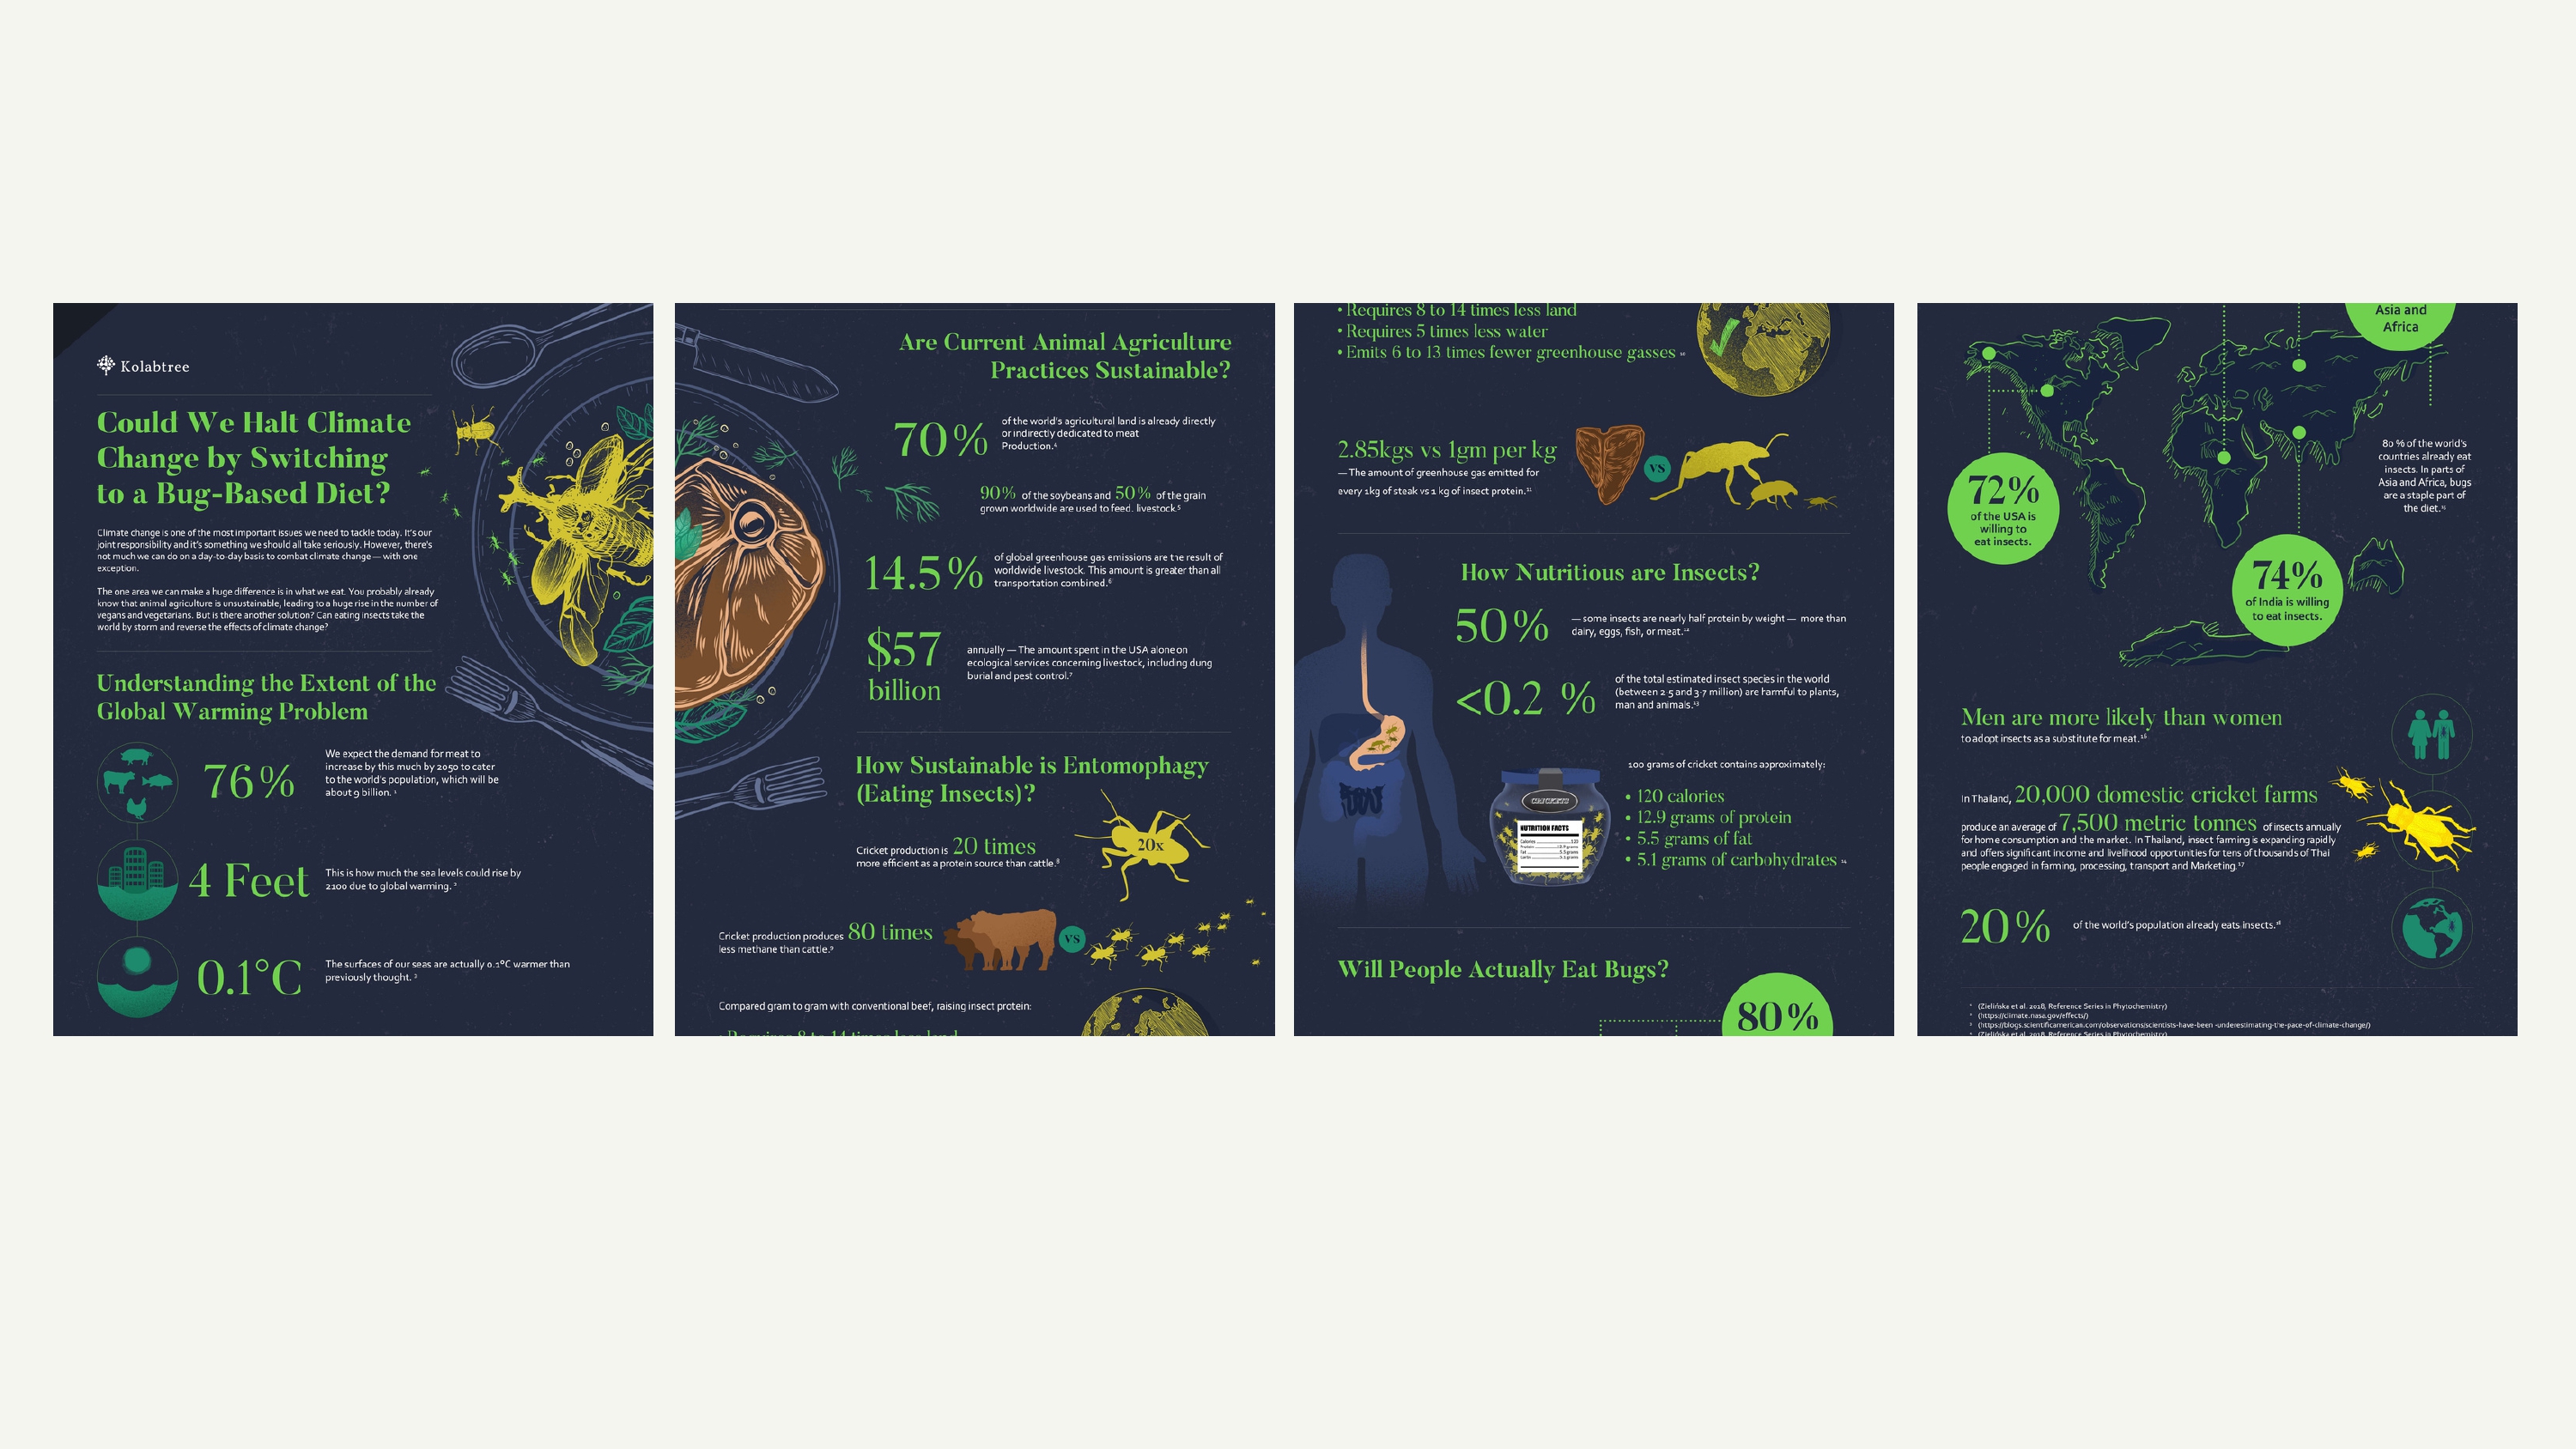 Kolabtree
Could We Halt Climate
Change by Switching
to a Bug-Based Diet?
Climate change is one of the most important issues we need to tackle today. It's our
joint responsibility and it's something we should all take seriously. However, there's
not much we can do on a day-to-day basis to combat climate change — with one
exception.
The one area we can make a huge difference is in what we eat. You probably already
know that animal agriculture is unsustainable, leading to a huge rise in the number of
vegans and vegetarians. But is there another solution? Can eating insects take the
world by storm and reverse the effects of climate change?
Understanding the Extent of the
Global Warming Problem
76%
We expect the demand for meat to
increase by this much by 2050 to cater
to the world's population, which will be
about 9 billion. ¹
4 Feet
This is how much the sea levels could rise by
2100 due to global warming. ²
0.1°C
The surfaces of our seas are actually 0.1°C warmer than
previously thought. ³
Are Current Animal Agriculture
Practices Sustainable?
70%
of the world's agricultural land is already directly
or indirectly dedicated to meat
Production.⁴
90% of the soybeans and 50% of the grain
grown worldwide are used to feed. livestock.⁵
14.5%
of global greenhouse gas emissions are the result of
worldwide livestock. This amount is greater than all
transportation combined.⁶
$57
billion
annually — The amount spent in the USA alone on
ecological services concerning livestock, including dung
burial and pest control.⁷
How Sustainable is Entomophagy
(Eating Insects)?
Cricket production is 20 times
more efficient as a protein source than cattle.⁸
20x
Cricket production produces 80 times
less methane than cattle.⁹
VS
Compared gram to gram with conventional beef, raising insect protein:
• Requires 8 to 14 times less land
• Requires 8 to 14 times less land
• Requires 5 times less water
• Emits 6 to 13 times fewer greenhouse gasses ¹⁰
2.85kgs vs 1gm per kg
— The amount of greenhouse gas emitted for
every 1kg of steak vs 1 kg of insect protein.¹¹
VS
How Nutritious are Insects?
50%
— some insects are nearly half protein by weight — more than
dairy, eggs, fish, or meat.¹²
<0.2 %
of the total estimated insect species in the world
(between 2.5 and 3.7 million) are harmful to plants,
man and animals.¹³
100 grams of cricket contains approximately:
• 120 calories
• 12.9 grams of protein
• 5.5 grams of fat
• 5.1 grams of carbohydrates ¹⁴
CRICKETS
NUTRITION FACTS
Will People Actually Eat Bugs?
80%
Asia and
Africa
72%
of the USA is
willing to
eat insects.
74%
of India is willing
to eat insects.
80 % of the world's
countries already eat
insects. In parts of
Asia and Africa, bugs
are a staple part of
the diet.¹⁵
Men are more likely than women
to adopt insects as a substitute for meat.¹⁶
In Thailand, 20,000 domestic cricket farms
produce an average of 7,500 metric tonnes of insects annually
for home consumption and the market. In Thailand, insect farming is expanding rapidly
and offers significant income and livelihood opportunities for tens of thousands of Thai
people engaged in farming, processing, transport and Marketing.¹⁷
20%
of the world's population already eats insects.¹⁸
¹ (Zielińska et al. 2018, Reference Series in Phytochemistry)
² (https://climate.nasa.gov/effects/)
³ (https://blogs.scientificamerican.com/observations/scientists-have-been -underestimating-the-pace-of-climate-change/)
⁴ (Zielińska et al. 2018, Reference Series in Phytochemistry)